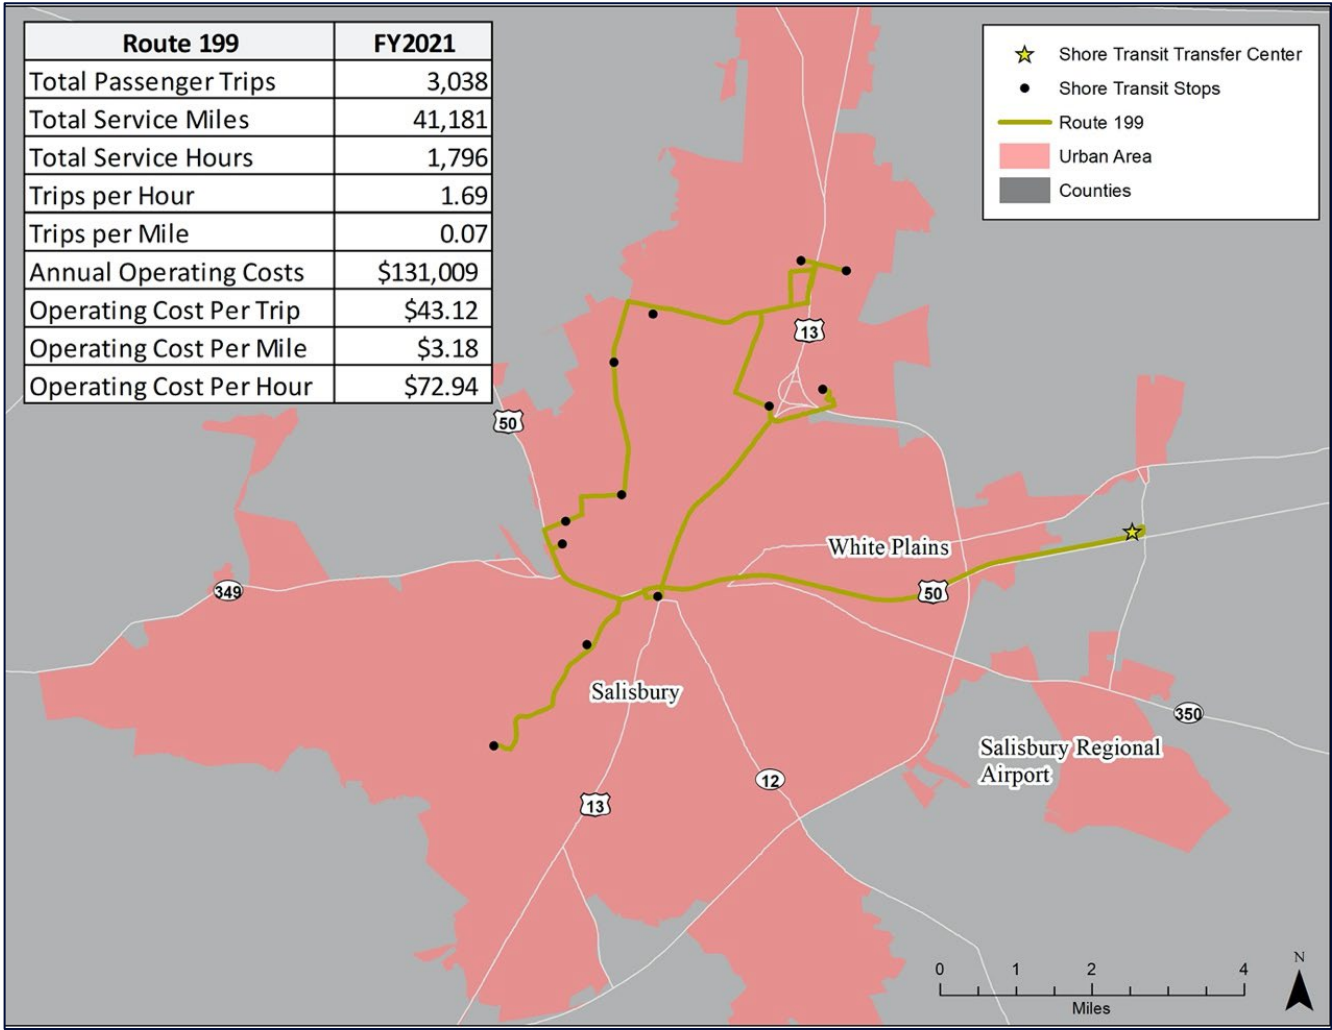 Route 199 FY2021
Total Passenger Trips 3,038
Total Service Miles 41,181
Total Service Hours 1,796
Trips per Hour 1.69
Trips per Mile 0.07
Annual Operating Costs $131,009
Operating Cost Per Trip $43.12
Operating Cost Per Mile $3.18
Operating Cost Per Hour $72.94
Shore Transit Transfer Center
Shore Transit Stops
Route 199
Urban Area
Counties
13
50
White Plains
349
50
Salisbury
350
Salisbury Regional
Airport
12
13
N
0 1 2 4
Miles